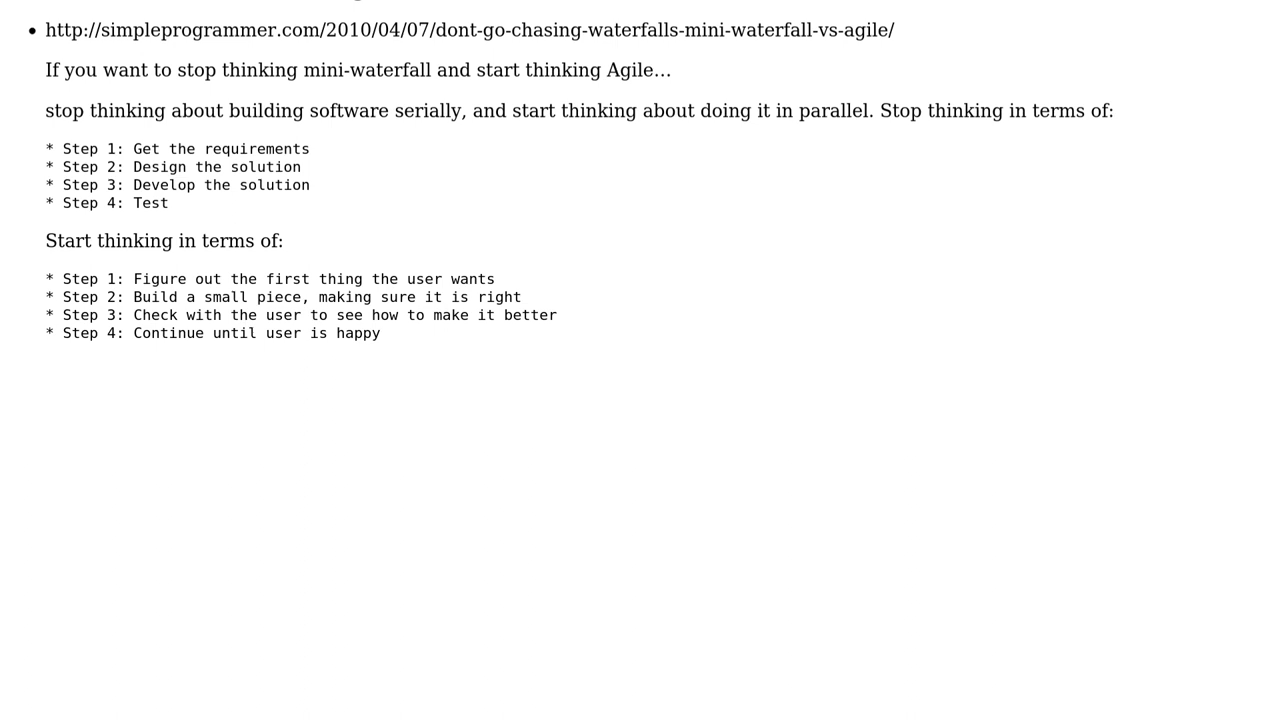 • http://simpleprogrammer.com/2010/04/07/dont-go-chasing-waterfalls-mini-waterfall-vs-agile/
If you want to stop thinking mini-waterfall and start thinking Agile…
stop thinking about building software serially, and start thinking about doing it in parallel. Stop thinking in terms of:
* Step 1: Get the requirements
* Step 2: Design the solution
* Step 3: Develop the solution
* Step 4: Test
Start thinking in terms of:
* Step 1: Figure out the first thing the user wants
* Step 2: Build a small piece, making sure it is right
* Step 3: Check with the user to see how to make it better
* Step 4: Continue until user is happy